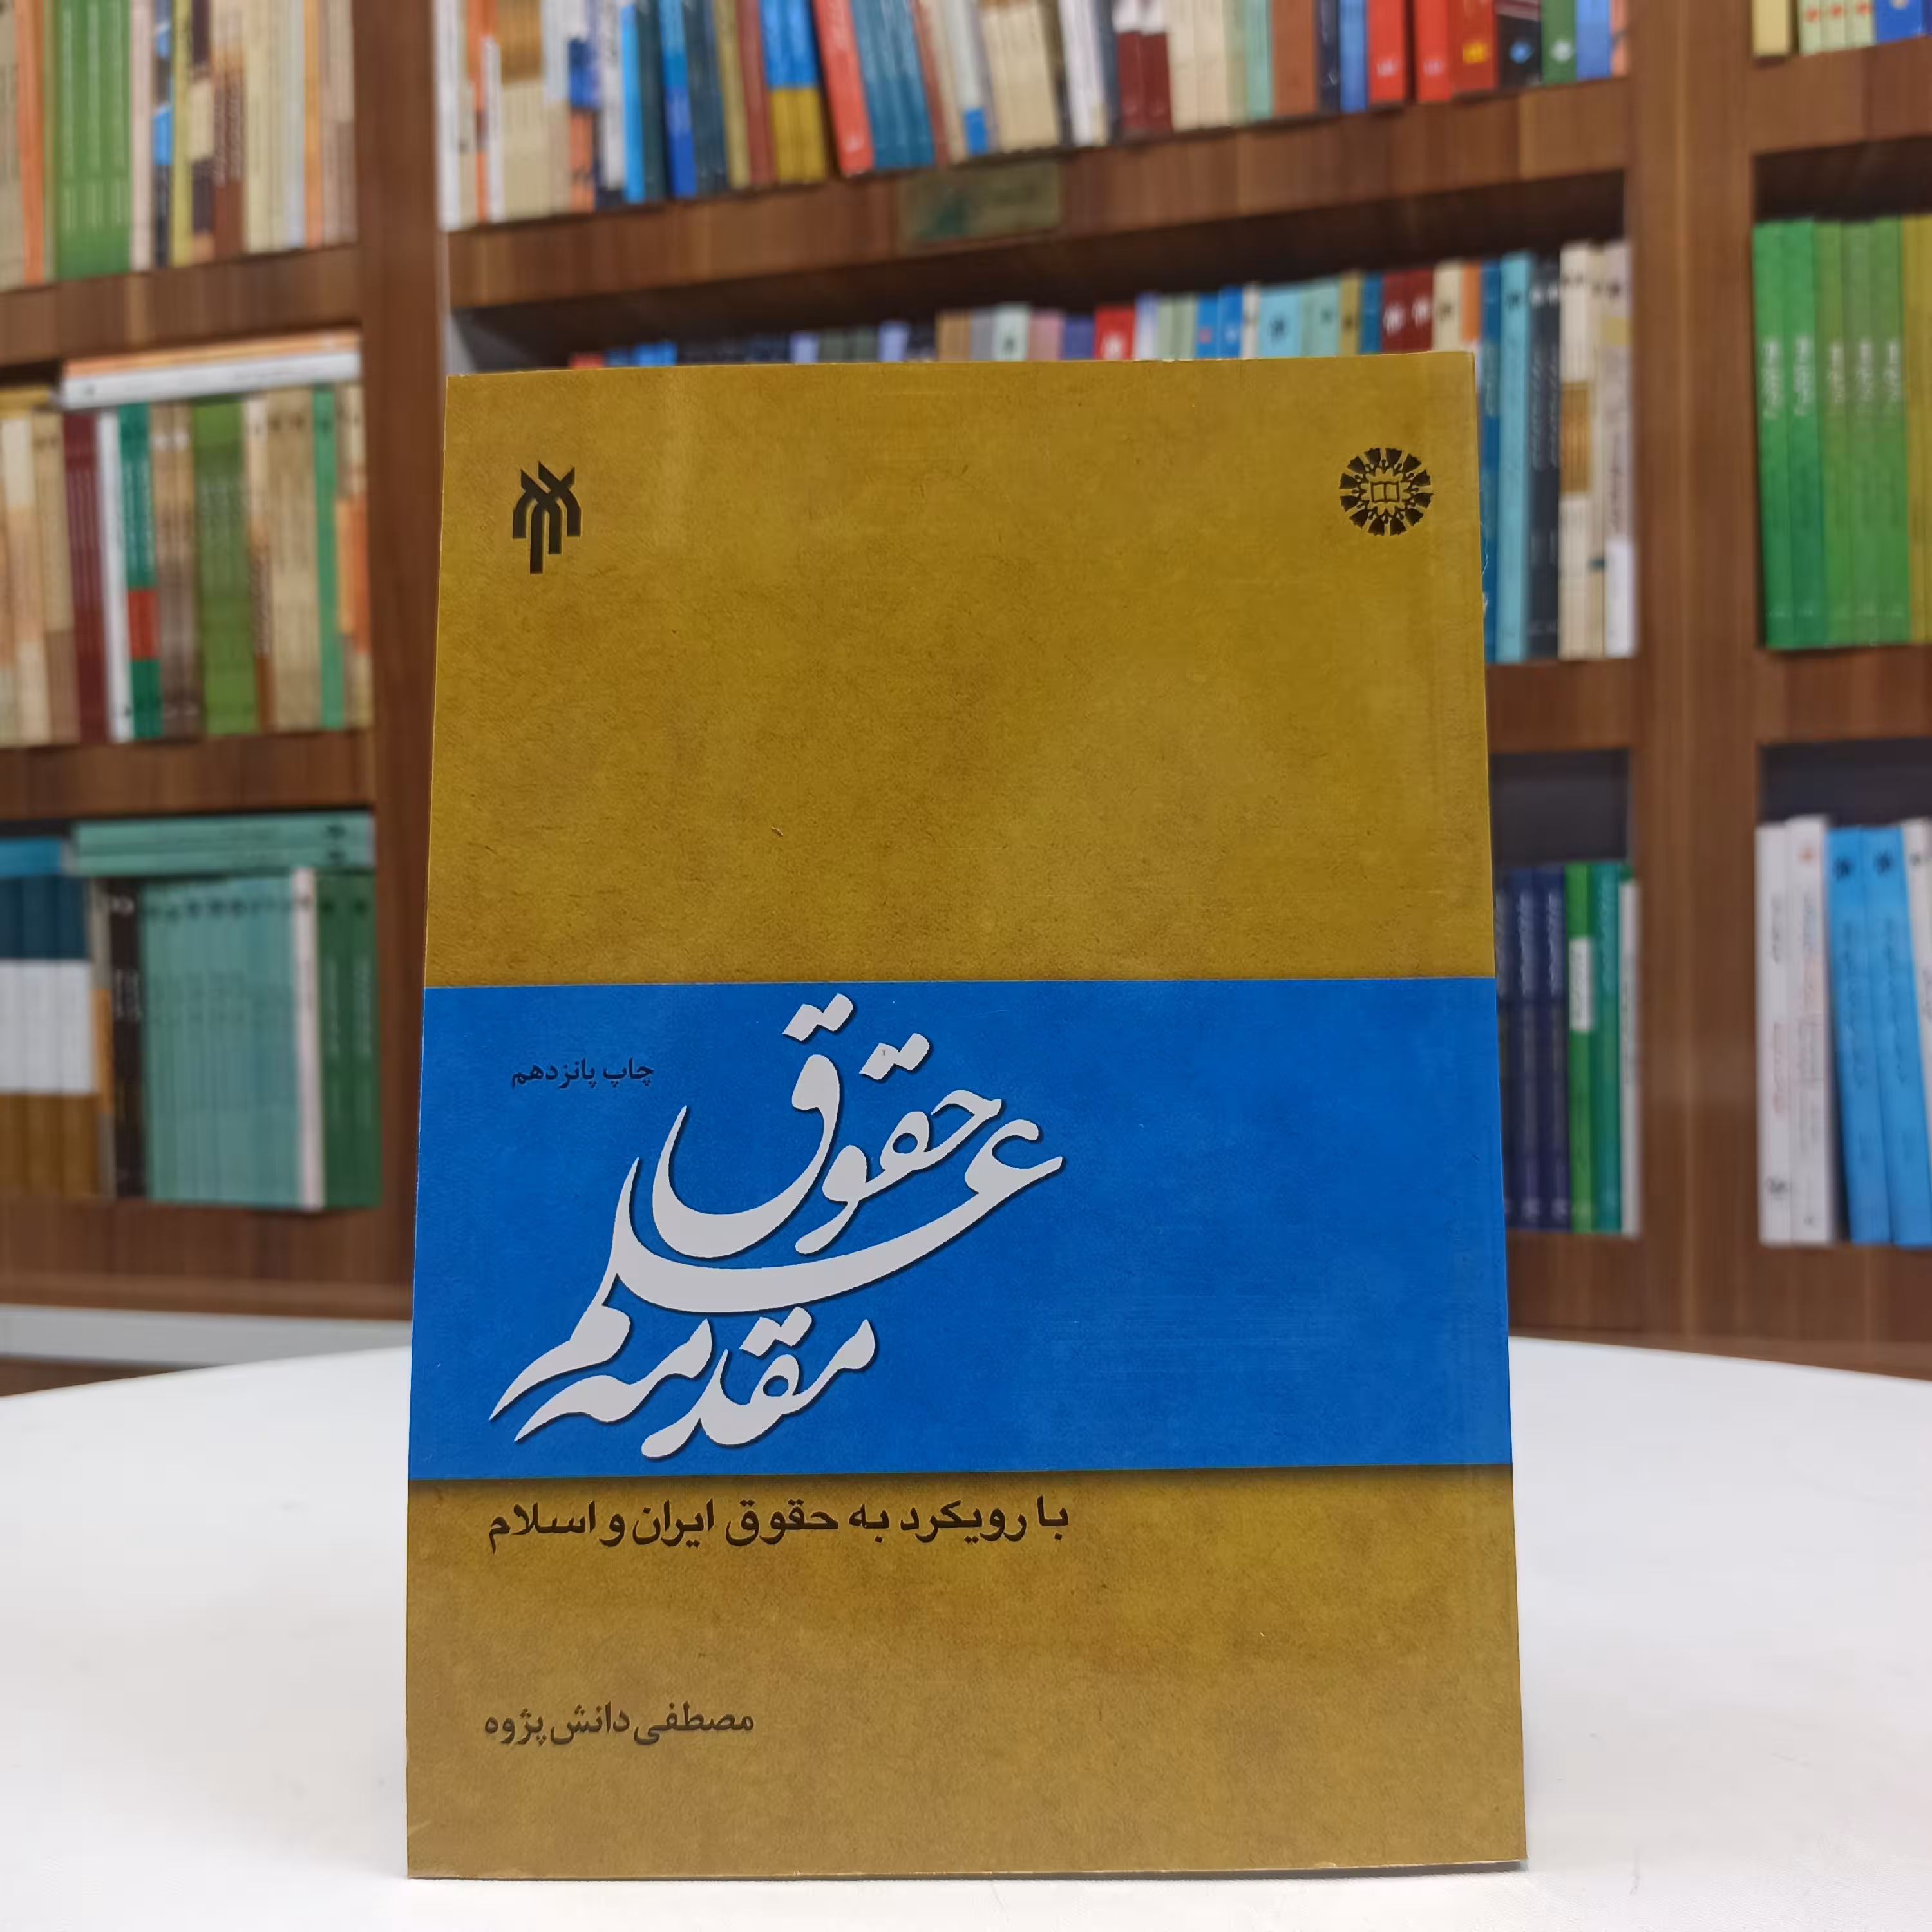 چاپ پانزدهم
مقدمه
علم
حقوق
با رویکرد به حقوق ایران و اسلام
مصطفی دانش‌پژوه